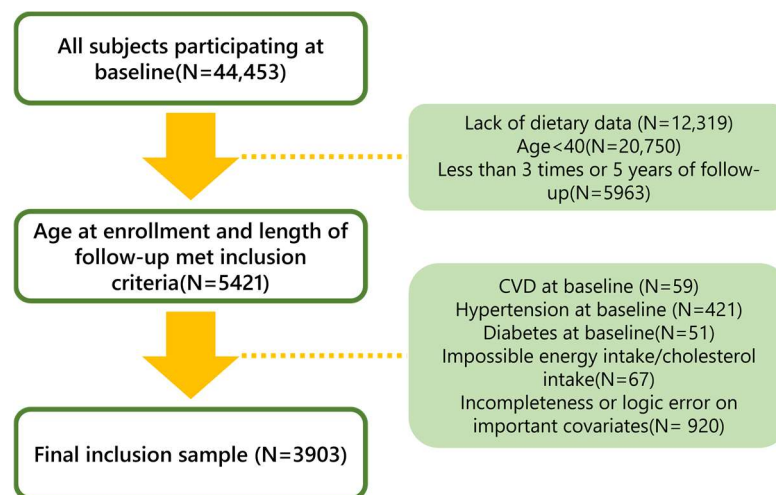 All subjects participating at
baseline(N=44,453)
Lack of dietary data (N=12,319)
Age<40(N=20,750)
Less than 3 times or 5 years of follow-
up(N=5963)
Age at enrollment and length of
follow-up met inclusion
criteria(N=5421)
CVD at baseline (N=59)
Hypertension at baseline (N=421)
Diabetes at baseline(N=51)
Impossible energy intake/cholesterol
intake(N=67)
Incompleteness or logic error on
important covariates(N= 920)
Final inclusion sample (N=3903)